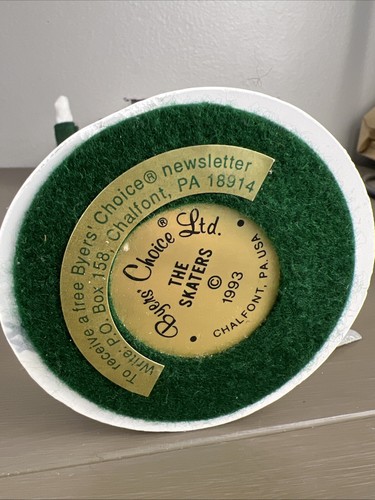 To receive a free Byers' Choice® newsletter
Write: P.O. Box 158, Chalfont, PA 18914
Byers' Choice® Ltd.
THE
SKATERS
©
1993
CHALFONT, PA. USA